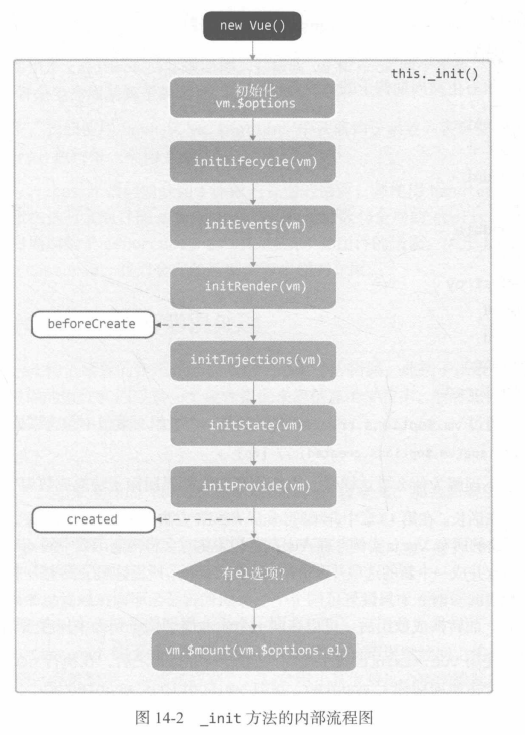 new Vue()
this._init()
初始化
vm.$options
initLifecycle(vm)
initEvents(vm)
initRender(vm)
beforeCreate
initInjections(vm)
initState(vm)
initProvide(vm)
created
有el选项?
vm.$mount(vm.$options.el)
图 14-2 _init 方法的内部流程图